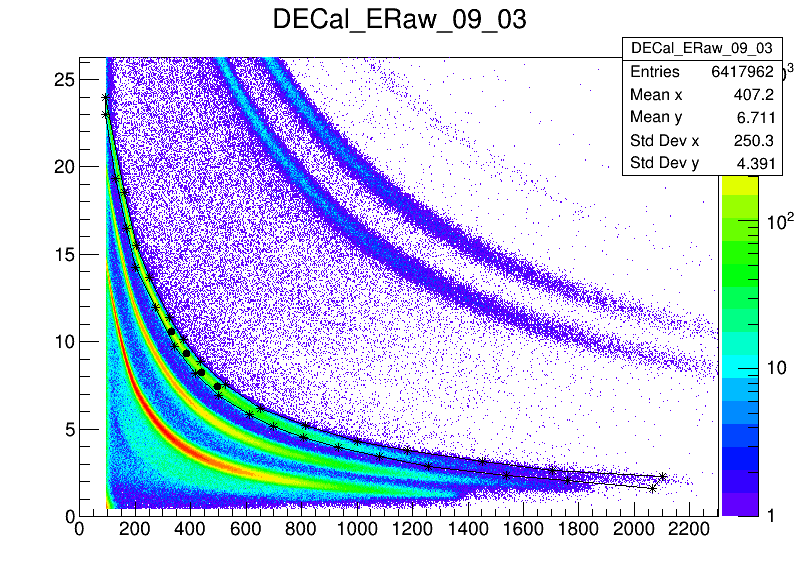 DECal_ERaw_09_03
DECal_ERaw_09_03
Entries 6417962
Mean x 407.2
Mean y 6.711
Std Dev x 250.3
Std Dev y 4.391
25
20
15
10
5
0
0 200 400 600 800 1000 1200 1400 1600 1800 2000 2200
10²
10
1